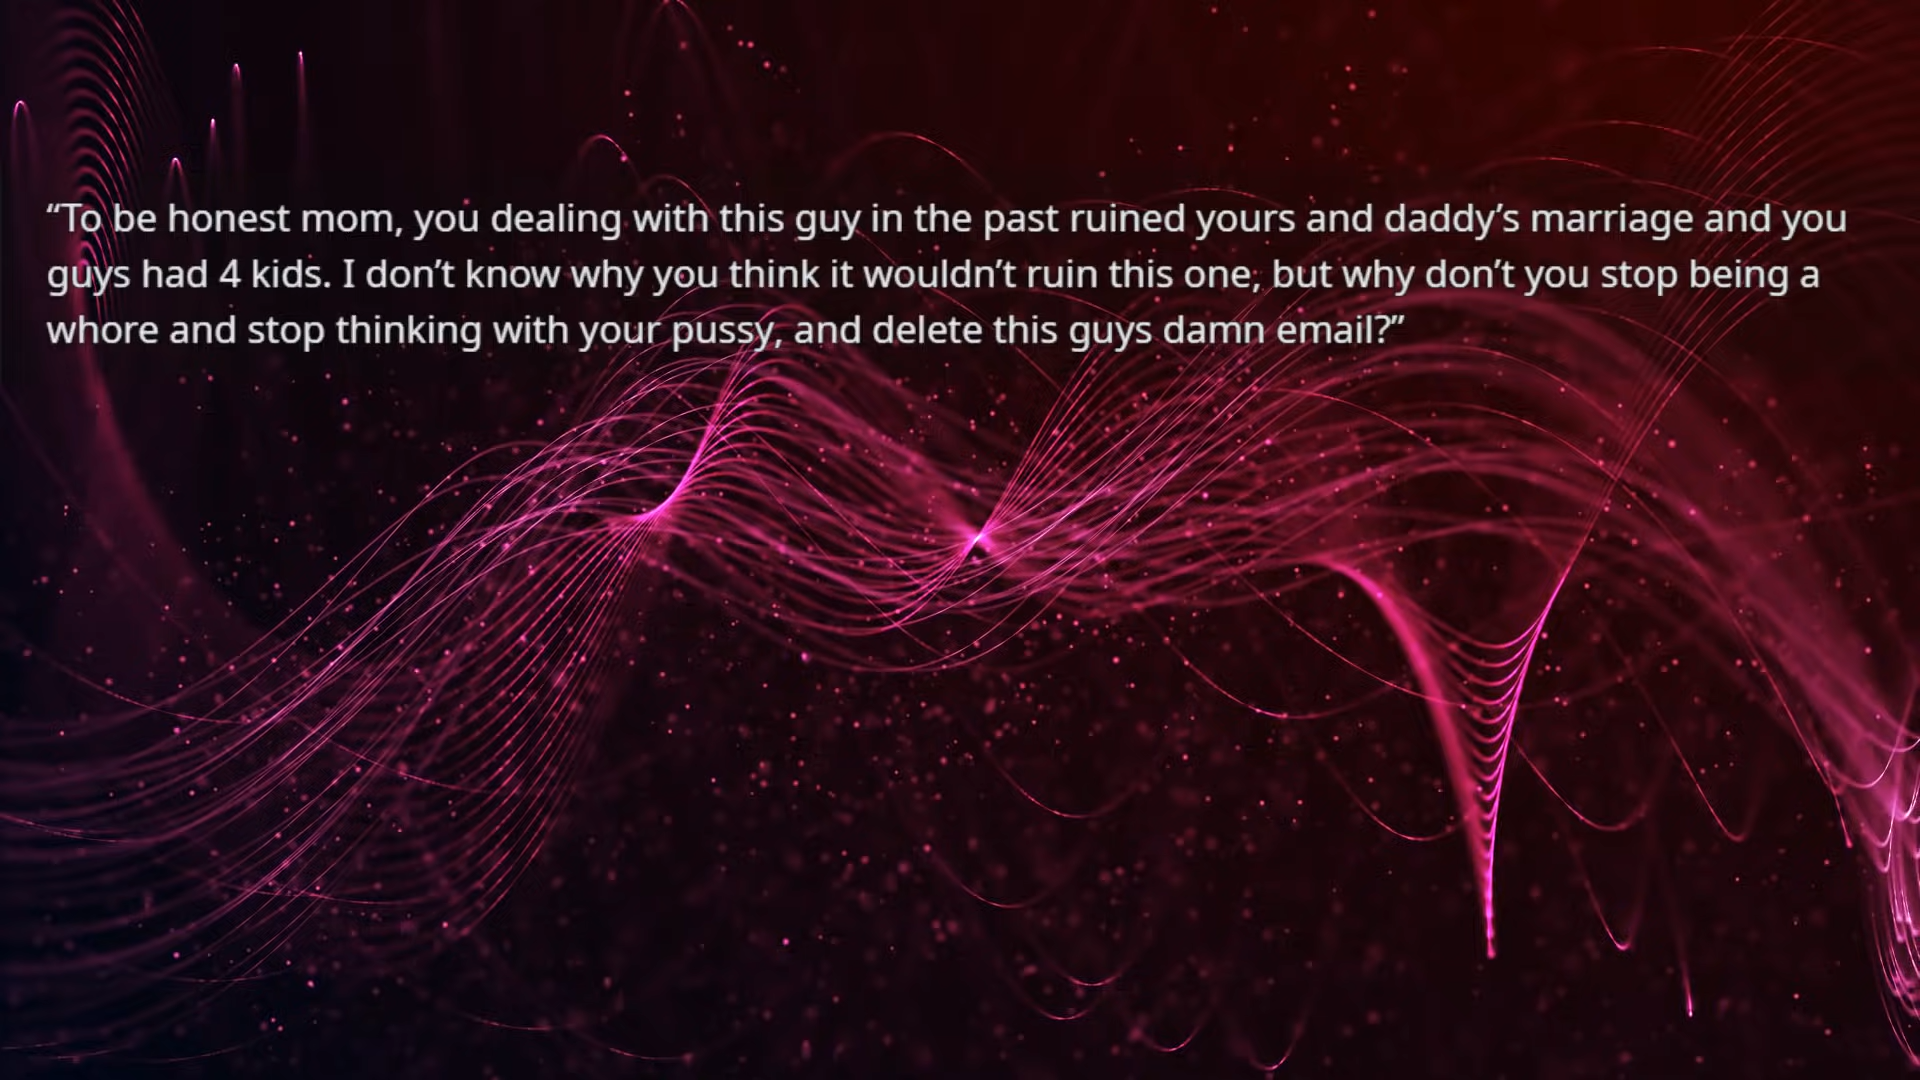 “To be honest mom, you dealing with this guy in the past ruined yours and daddy’s marriage and you
guys had 4 kids. I don’t know why you think it wouldn’t ruin this one, but why don’t you stop being a
whore and stop thinking with your pussy, and delete this guys damn email?”